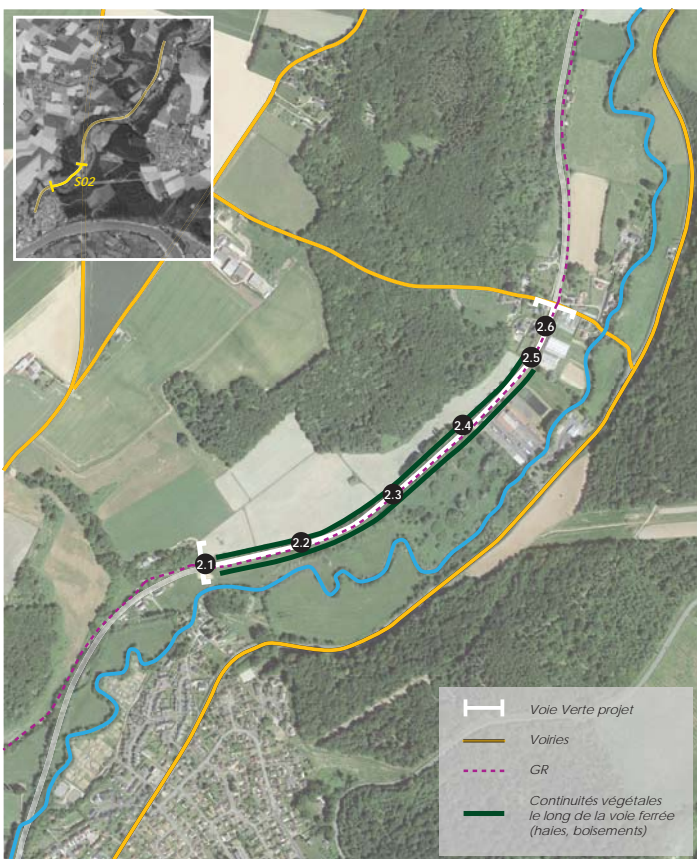 S02
2.6
2.5
2.4
2.3
2.2
2.1
Voie Verte projet
Voiries
GR
Continuités végétales
le long de la voie ferrée
(haies, boisements)